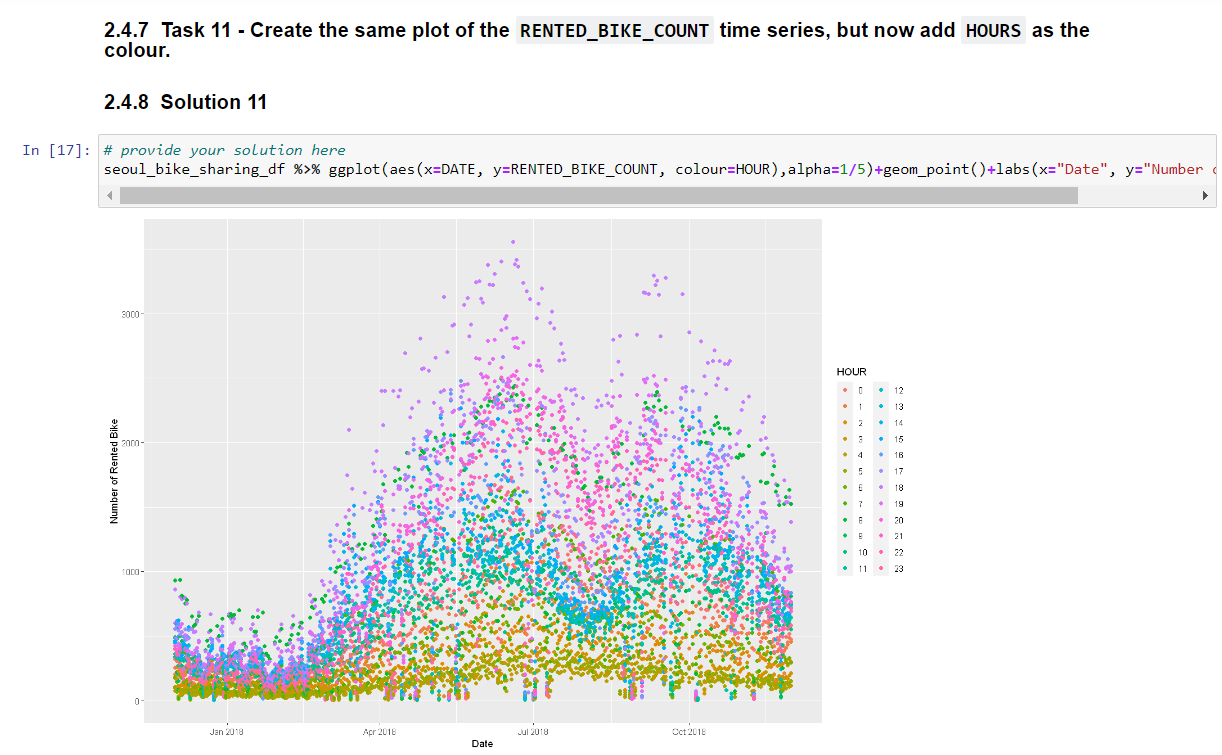 2.4.7 Task 11 - Create the same plot of the RENTED_BIKE_COUNT time series, but now add HOURS as the
colour.
2.4.8 Solution 11
In [17]: # provide your solution here
seoul_bike_sharing_df %>% ggplot(aes(x=DATE, y=RENTED_BIKE_COUNT, colour=HOUR),alpha=1/5)+geom_point()+labs(x="Date", y="Number
3000
2000
1000
0
Number of Rented Bike
Jan 2018 Apr 2018 Jul 2018 Oct 2018
Date
HOUR
0 12
1 13
2 14
3 15
4 16
5 17
6 18
7 19
8 20
9 21
10 22
11 23